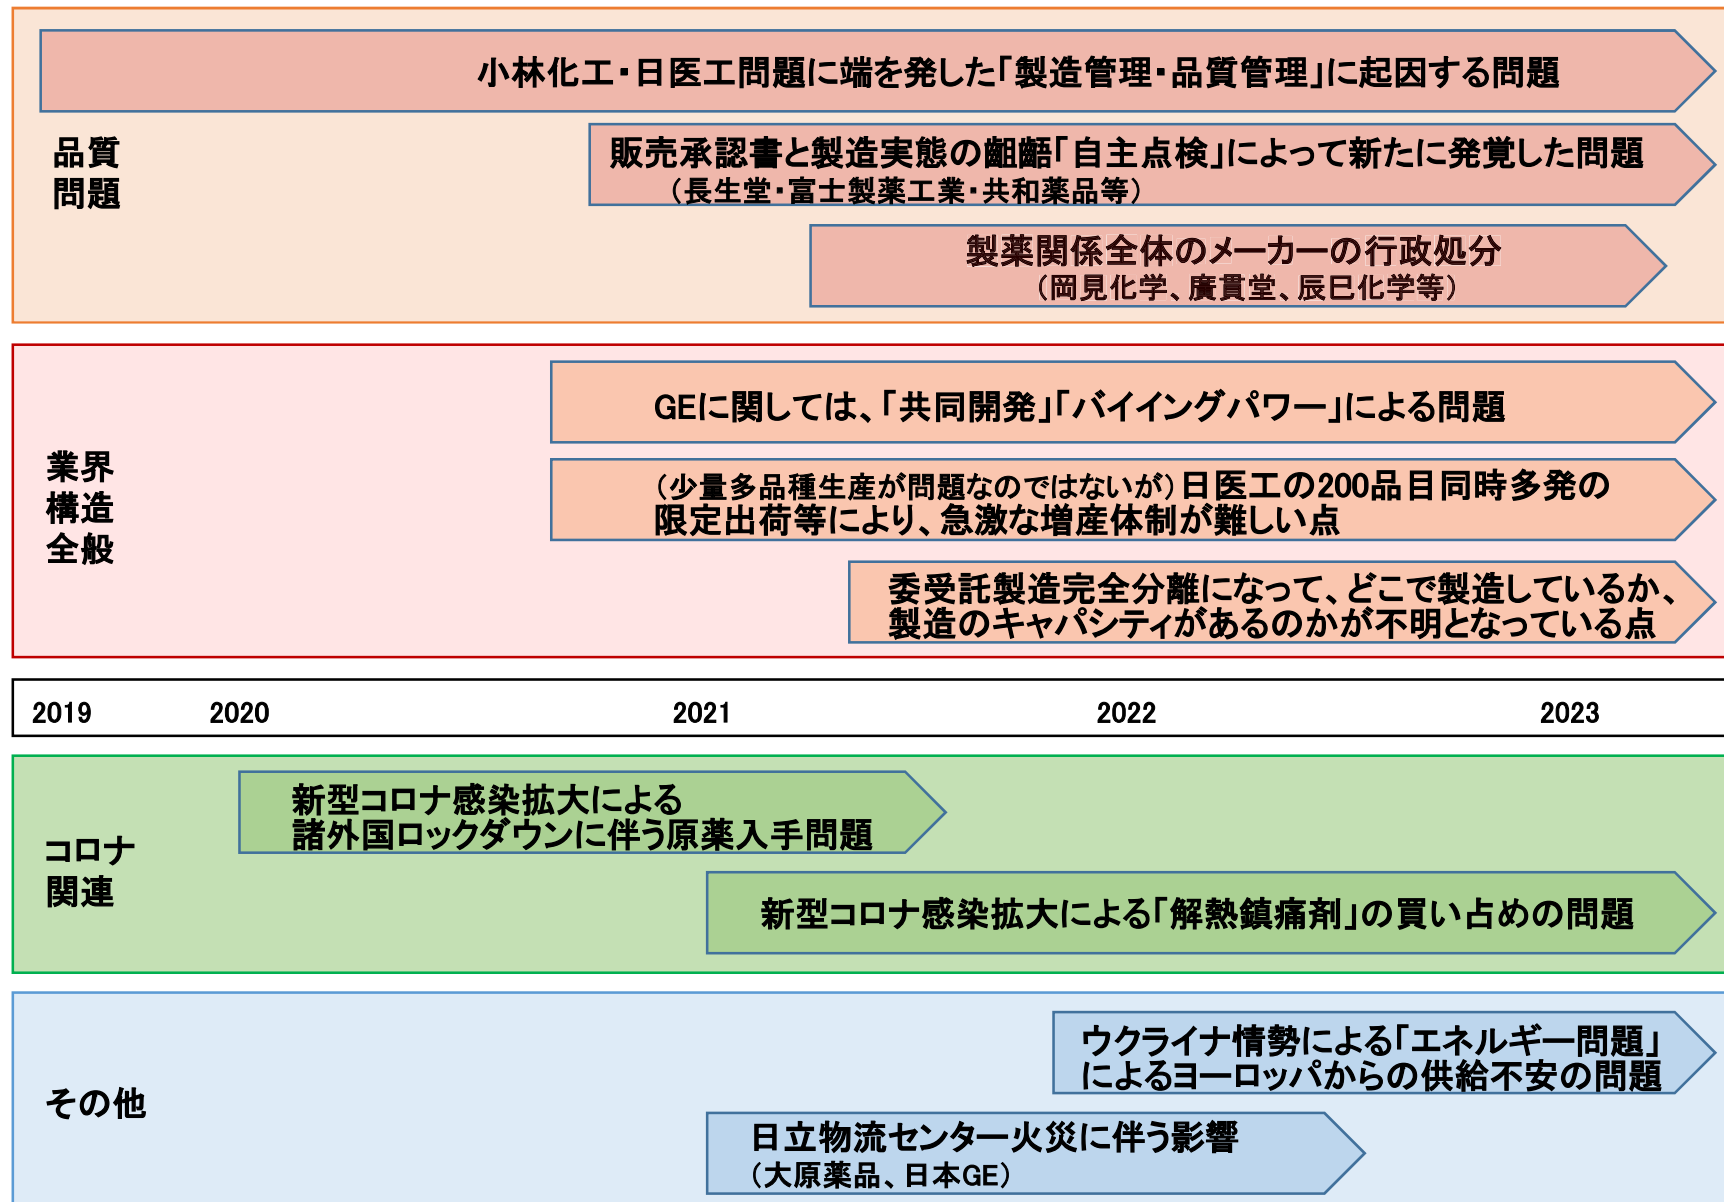 小林化工・日医工問題に端を発した「製造管理・品質管理」に起因する問題
品質
問題
販売承認書と製造実態の齟齬「自主点検」によって新たに発覚した問題
（長生堂・富士製薬工業・共和薬品等）
製薬関係全体のメーカーの行政処分
（岡見化学、廣貫堂、辰巳化学等）
業界
構造
全般
GEに関しては、「共同開発」「バイイングパワー」による問題
（少量多品種生産が問題なのではないが）日医工の200品目同時多発の
限定出荷等により、急激な増産体制が難しい点
委受託製造完全分離になって、どこで製造しているか、
製造のキャパシティがあるのかが不明となっている点
2019 2020 2021 2022 2023
コロナ
関連
新型コロナ感染拡大による
諸外国ロックダウンに伴う原薬入手問題
新型コロナ感染拡大による「解熱鎮痛剤」の買い占めの問題
その他
ウクライナ情勢による「エネルギー問題」
によるヨーロッパからの供給不安の問題
日立物流センター火災に伴う影響
（大原薬品、日本GE）